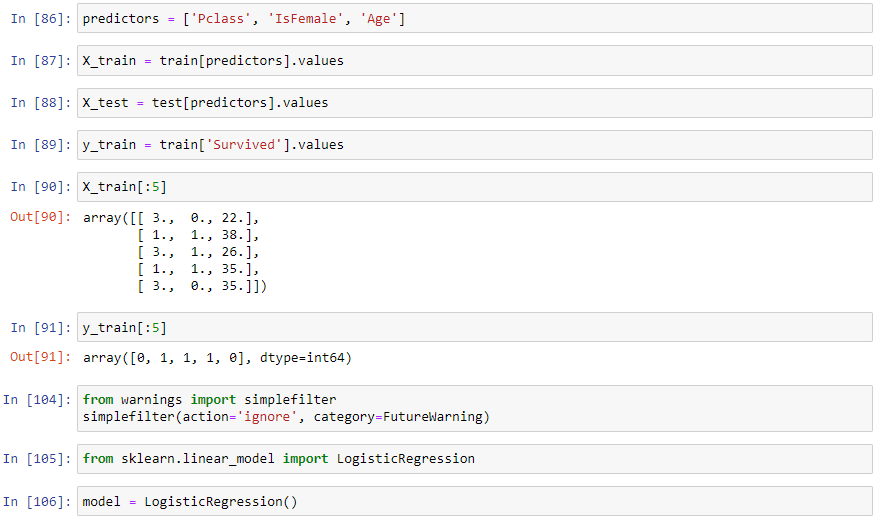 In [86]: predictors = ['Pclass', 'IsFemale', 'Age']
In [87]: X_train = train[predictors].values
In [88]: X_test = test[predictors].values
In [89]: y_train = train['Survived'].values
In [90]: X_train[:5]
Out[90]: array([[ 3.,  0., 22.],
       [ 1.,  1., 38.],
       [ 3.,  1., 26.],
       [ 1.,  1., 35.],
       [ 3.,  0., 35.]])
In [91]: y_train[:5]
Out[91]: array([0, 1, 1, 1, 0], dtype=int64)
In [104]: from warnings import simplefilter
simplefilter(action='ignore', category=FutureWarning)
In [105]: from sklearn.linear_model import LogisticRegression
In [106]: model = LogisticRegression()